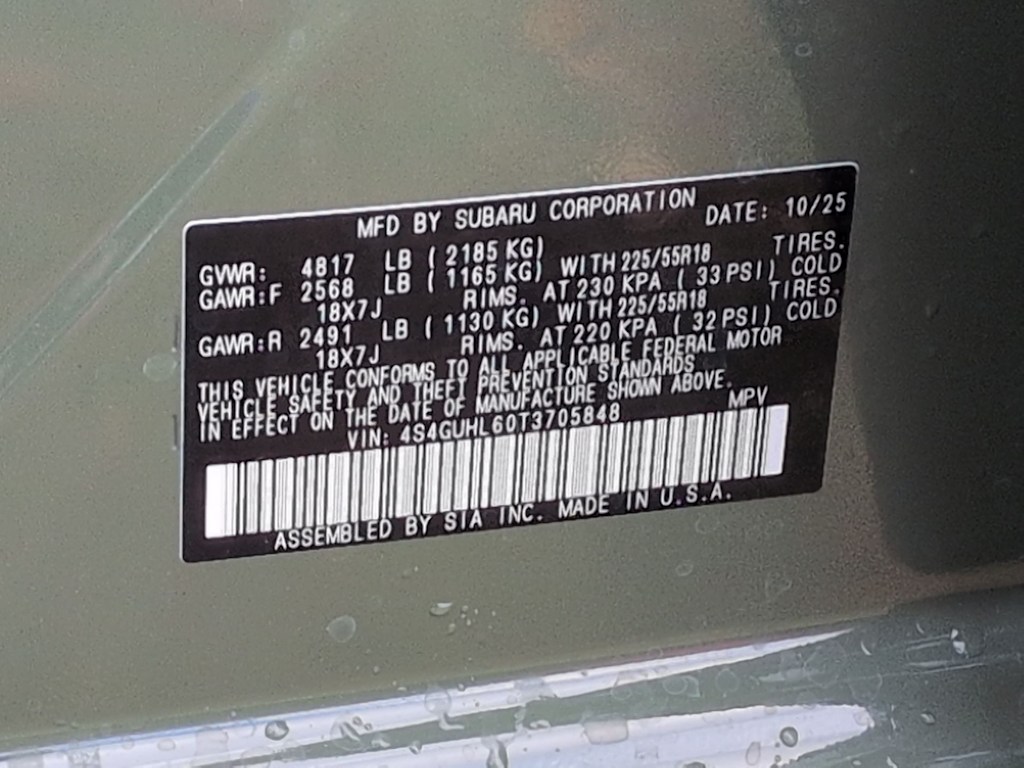 MFD BY SUBARU CORPORATION DATE: 10/25
GVWR: 4817 LB ( 2185 KG)
GAWR:F 2568 LB ( 1165 KG) WITH 225/55R18 TIRES.
18X7J RIMS. AT 230 KPA ( 33 PSI) COLD
GAWR:R 2491 LB ( 1130 KG) WITH 225/55R18 TIRES.
18X7J RIMS. AT 220 KPA ( 32 PSI) COLD
THIS VEHICLE CONFORMS TO ALL APPLICABLE FEDERAL MOTOR
VEHICLE SAFETY AND THEFT PREVENTION STANDARDS
IN EFFECT ON THE DATE OF MANUFACTURE SHOWN ABOVE.
VIN: 4S4GUHL60T3705848 MPV
ASSEMBLED BY SIA INC. MADE IN U.S.A.